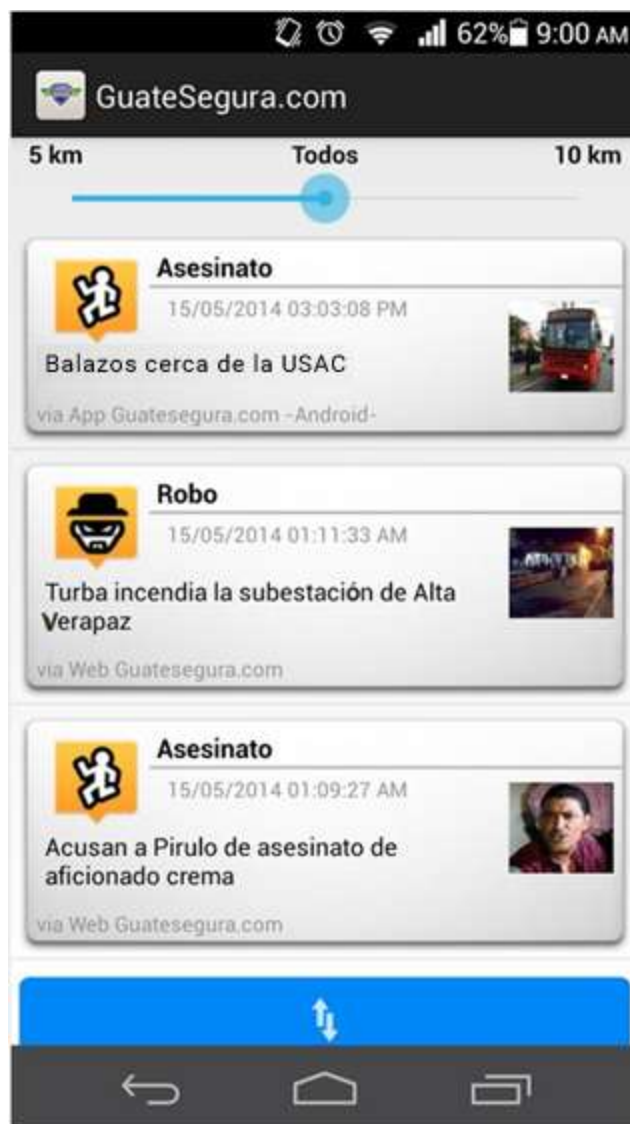 62% 9:00 AM
GuateSegura.com
5 km Todos 10 km
Asesinato
15/05/2014 03:03:08 PM
Balazos cerca de la USAC
via App Guatesegura.com -Android-
Robo
15/05/2014 01:11:33 AM
Turba incendia la subestación de Alta
Verapaz
via Web Guatesegura.com
Asesinato
15/05/2014 01:09:27 AM
Acusan a Pirulo de asesinato de
aficionado crema
via Web Guatesegura.com